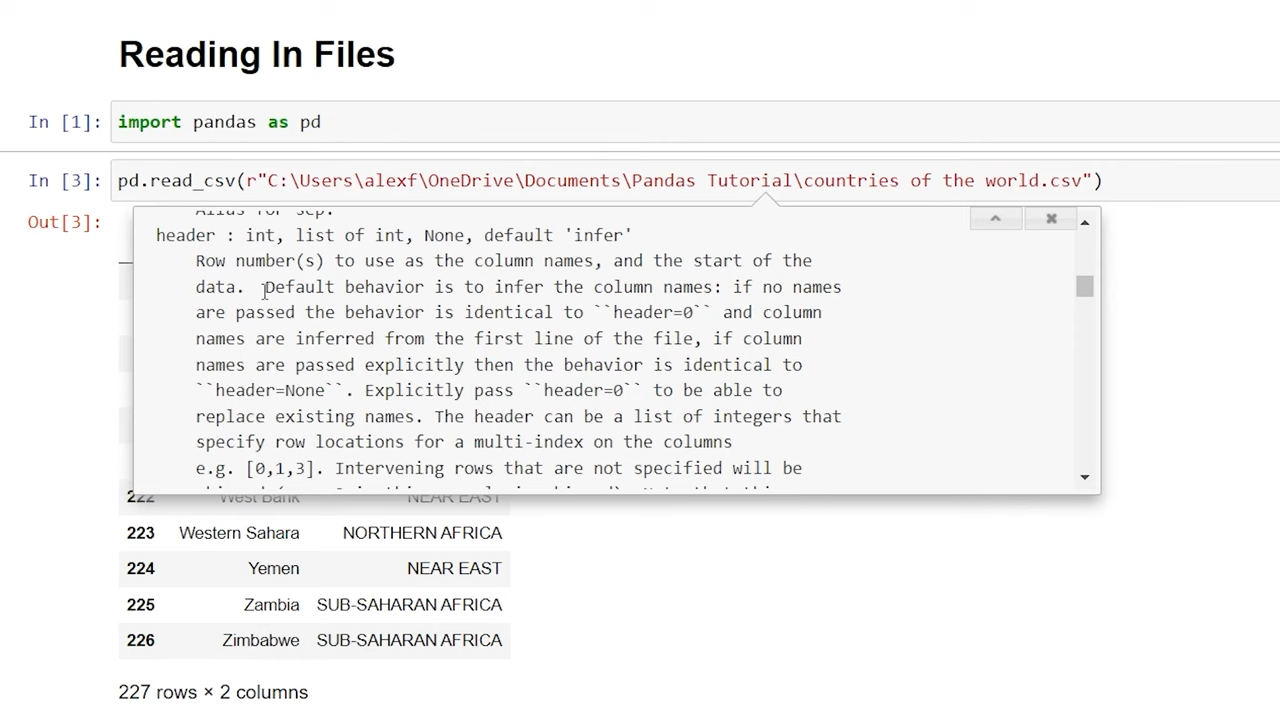 Reading In Files
In [1]: import pandas as pd
In [3]: pd.read_csv(r"C:\Users\alexf\OneDrive\Documents\Pandas Tutorial\countries of the world.csv")
Out[3]:
Alias for sep.
header : int, list of int, None, default 'infer'
Row number(s) to use as the column names, and the start of the
data.  Default behavior is to infer the column names: if no names
are passed the behavior is identical to ``header=0`` and column
names are inferred from the first line of the file, if column
names are passed explicitly then the behavior is identical to
``header=None``. Explicitly pass ``header=0`` to be able to
replace existing names. The header can be a list of integers that
specify row locations for a multi-index on the columns
e.g. [0,1,3]. Intervening rows that are not specified will be
222 West Bank NEAR EAST
223 Western Sahara NORTHERN AFRICA
224 Yemen NEAR EAST
225 Zambia SUB-SAHARAN AFRICA
226 Zimbabwe SUB-SAHARAN AFRICA
227 rows × 2 columns